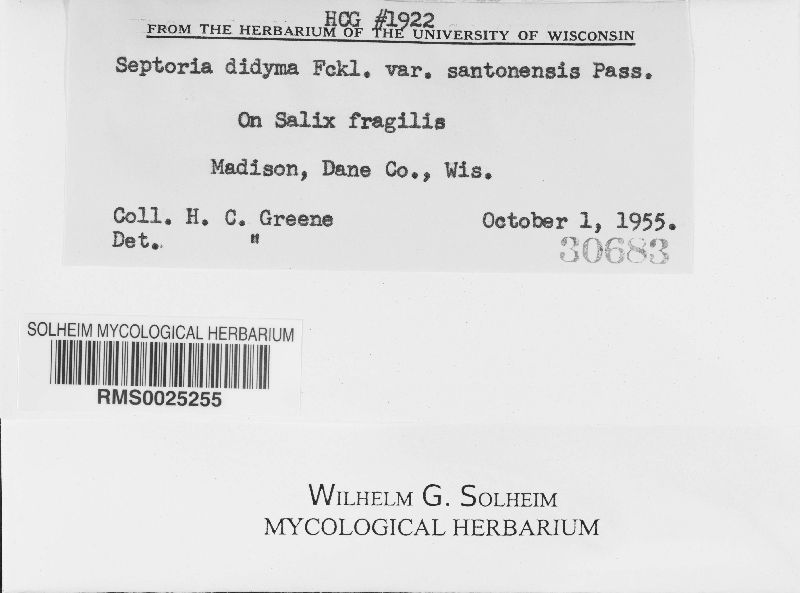 HCG #1922
FROM THE HERBARIUM OF THE UNIVERSITY OF WISCONSIN
Septoria didyma Fckl. var. santonensis Pass.
On Salix fragilis
Madison, Dane Co., Wis.
Coll. H. C. Greene October 1, 1955.
Det. "
30683
SOLHEIM MYCOLOGICAL HERBARIUM
RMS0025255
WILHELM G. SOLHEIM
MYCOLOGICAL HERBARIUM